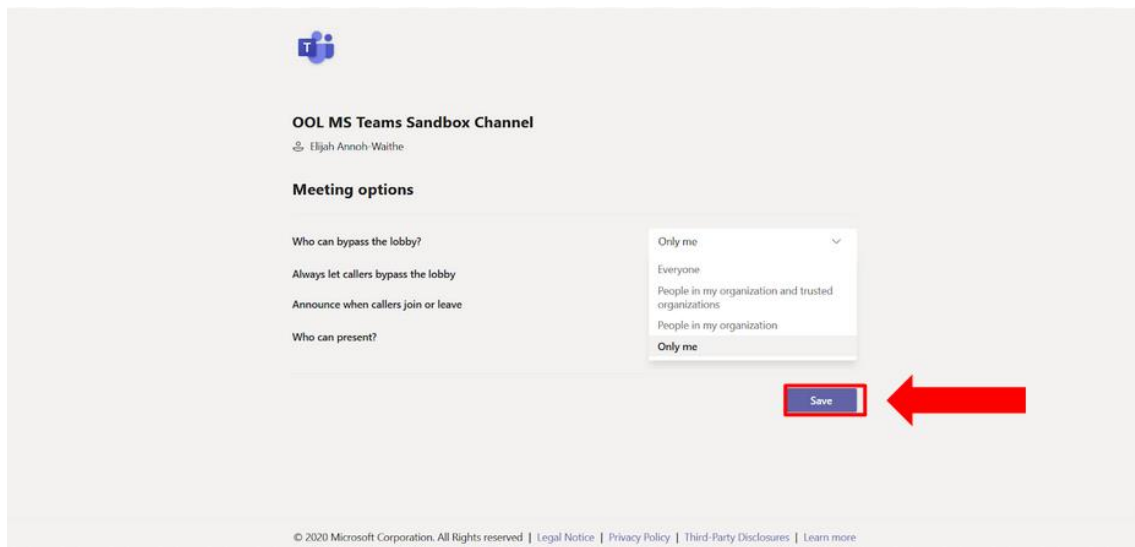 T
OOL MS Teams Sandbox Channel
Elijah Annoh-Waithe
Meeting options
Who can bypass the lobby?
Only me
Everyone
Always let callers bypass the lobby
People in my organization and trusted
organizations
Announce when callers join or leave
People in my organization
Who can present?
Only me
Save
© 2020 Microsoft Corporation. All Rights reserved | Legal Notice | Privacy Policy | Third-Party Disclosures | Learn more